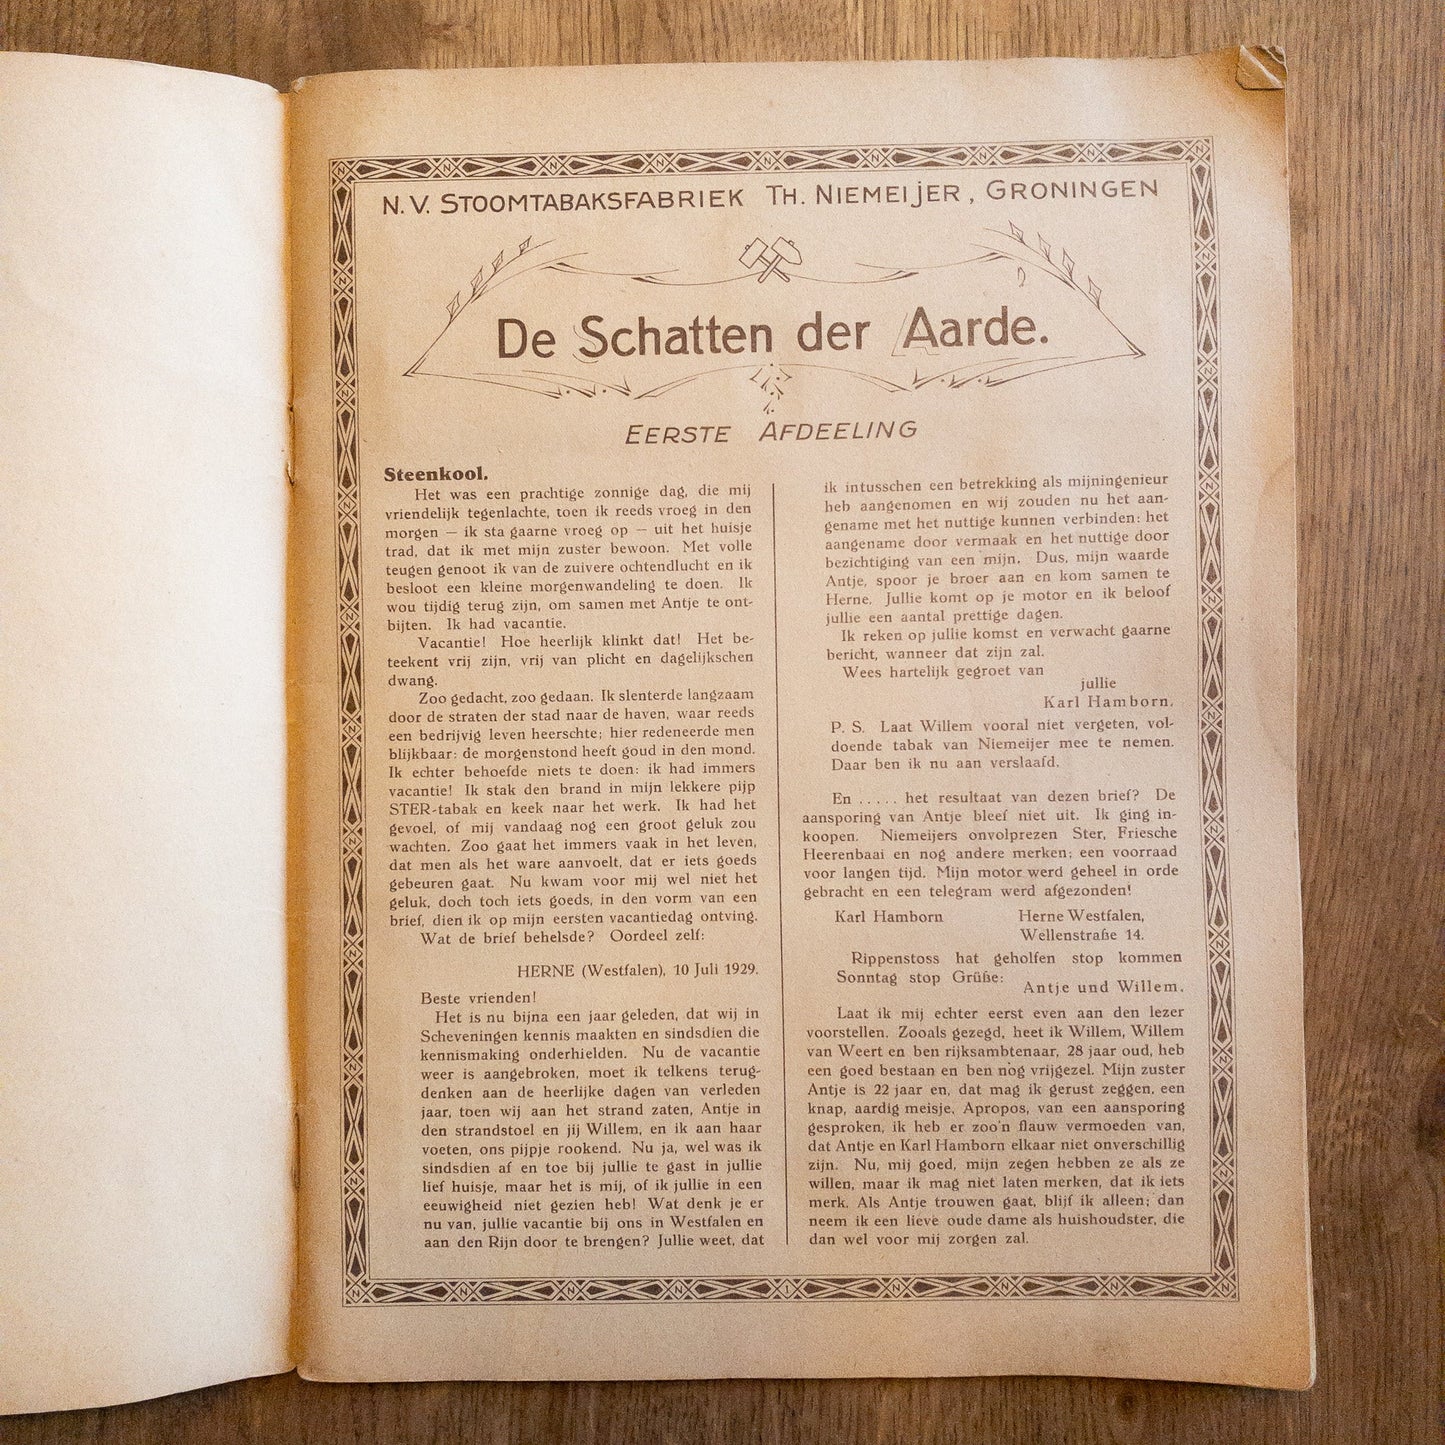 N. V. STOOMTABAKSFABRIEK TH. NIEMEIJER, GRONINGEN
De Schatten der Aarde.
EERSTE AFDEELING
Steenkool.
Het was een prachtige zonnige dag, die mij
vriendelijk tegenlachte, toen ik reeds vroeg in den
morgen — ik sta gaarne vroeg op — uit het huisje
trad, dat ik met mijn zuster bewoon. Met volle
teugen genoot ik van de zuivere ochtendlucht en ik
besloot een kleine morgenwandeling te doen. Ik
wou tijdig terug zijn, om samen met Antje te ont-
bijten. Ik had vacantie.
Vacantie! Hoe heerlijk klinkt dat! Het be-
teekent vrij zijn, vrij van plicht en dagelijkschen
dwang.
Zoo gedacht, zoo gedaan. Ik slenterde langzaam
door de straten der stad naar de haven, waar reeds
een bedrijvig leven heerschte; hier redeneerde men
blijkbaar: de morgenstond heeft goud in den mond.
Ik echter behoefde niets te doen: ik had immers
vacantie! Ik stak den brand in mijn lekkere pijp
STER-tabak en keek naar het werk. Ik had het
gevoel, of mij vandaag nog een groot geluk zou
wachten. Zoo gaat het immers vaak in het leven,
dat men als het ware aanvoelt, dat er iets goeds
gebeuren gaat. Nu kwam voor mij wel niet het
geluk, doch toch iets goeds, in den vorm van een
brief, dien ik op mijn eersten vacantiedag ontving.
Wat de brief behelsde? Oordeel zelf:
HERNE (Westfalen), 10 Juli 1929.
Beste vrienden!
Het is nu bijna een jaar geleden, dat wij in
Scheveningen kennis maakten en sindsdien die
kennismaking onderhielden. Nu de vacantie
weer is aangebroken, moet ik telkens terug-
denken aan de heerlijke dagen van verleden
jaar, toen wij aan het strand zaten, Antje in
den strandstoel en jij Willem, en ik aan haar
voeten, ons pijpje rookend. Nu ja, wel was ik
sindsdien af en toe bij jullie te gast in jullie
lief huisje, maar het is mij, of ik jullie in een
eeuwigheid niet gezien heb! Wat denk je er
nu van, jullie vacantie bij ons in Westfalen en
aan den Rijn door te brengen? Jullie weet, dat
ik intusschen een betrekking als mijningenieur
heb aangenomen en wij zouden nu het aan-
gename met het nuttige kunnen verbinden: het
aangename door vermaak en het nuttige door
bezichtiging van een mijn. Dus, mijn waarde
Antje, spoor je broer aan en kom samen te
Herne. Jullie komt op je motor en ik beloof
jullie een aantal prettige dagen.
Ik reken op jullie komst en verwacht gaarne
bericht, wanneer dat zijn zal.
Wees hartelijk gegroet van
jullie
Karl Hamborn.
P. S. Laat Willem vooral niet vergeten, vol-
doende tabak van Niemeijer mee te nemen.
Daar ben ik nu aan verslaafd.
En ..... het resultaat van dezen brief? De
aansporing van Antje bleef niet uit. Ik ging in-
koopen. Niemeijers onvolprezen Ster, Friesche
Heerenbaai en nog andere merken; een voorraad
voor langen tijd. Mijn motor werd geheel in orde
gebracht en een telegram werd afgezonden!
Karl Hamborn Herne Westfalen,
Wellenstraße 14.
Rippenstoss hat geholfen stop kommen
Sonntag stop Grüße:
Antje und Willem.
Laat ik mij echter eerst even aan den lezer
voorstellen. Zooals gezegd, heet ik Willem, Willem
van Weert en ben rijksambtenaar, 28 jaar oud, heb
een goed bestaan en ben nog vrijgezel. Mijn zuster
Antje is 22 jaar en, dat mag ik gerust zeggen, een
knap, aardig meisje. Apropos, van een aansporing
gesproken, ik heb er zoo'n flauw vermoeden van,
dat Antje en Karl Hamborn elkaar niet onverschillig
zijn. Nu, mij goed, mijn zegen hebben ze als ze
willen, maar ik mag niet laten merken, dat ik iets
merk. Als Antje trouwen gaat, blijf ik alleen; dan
neem ik een lieve oude dame als huishoudster, die
dan wel voor mij zorgen zal.